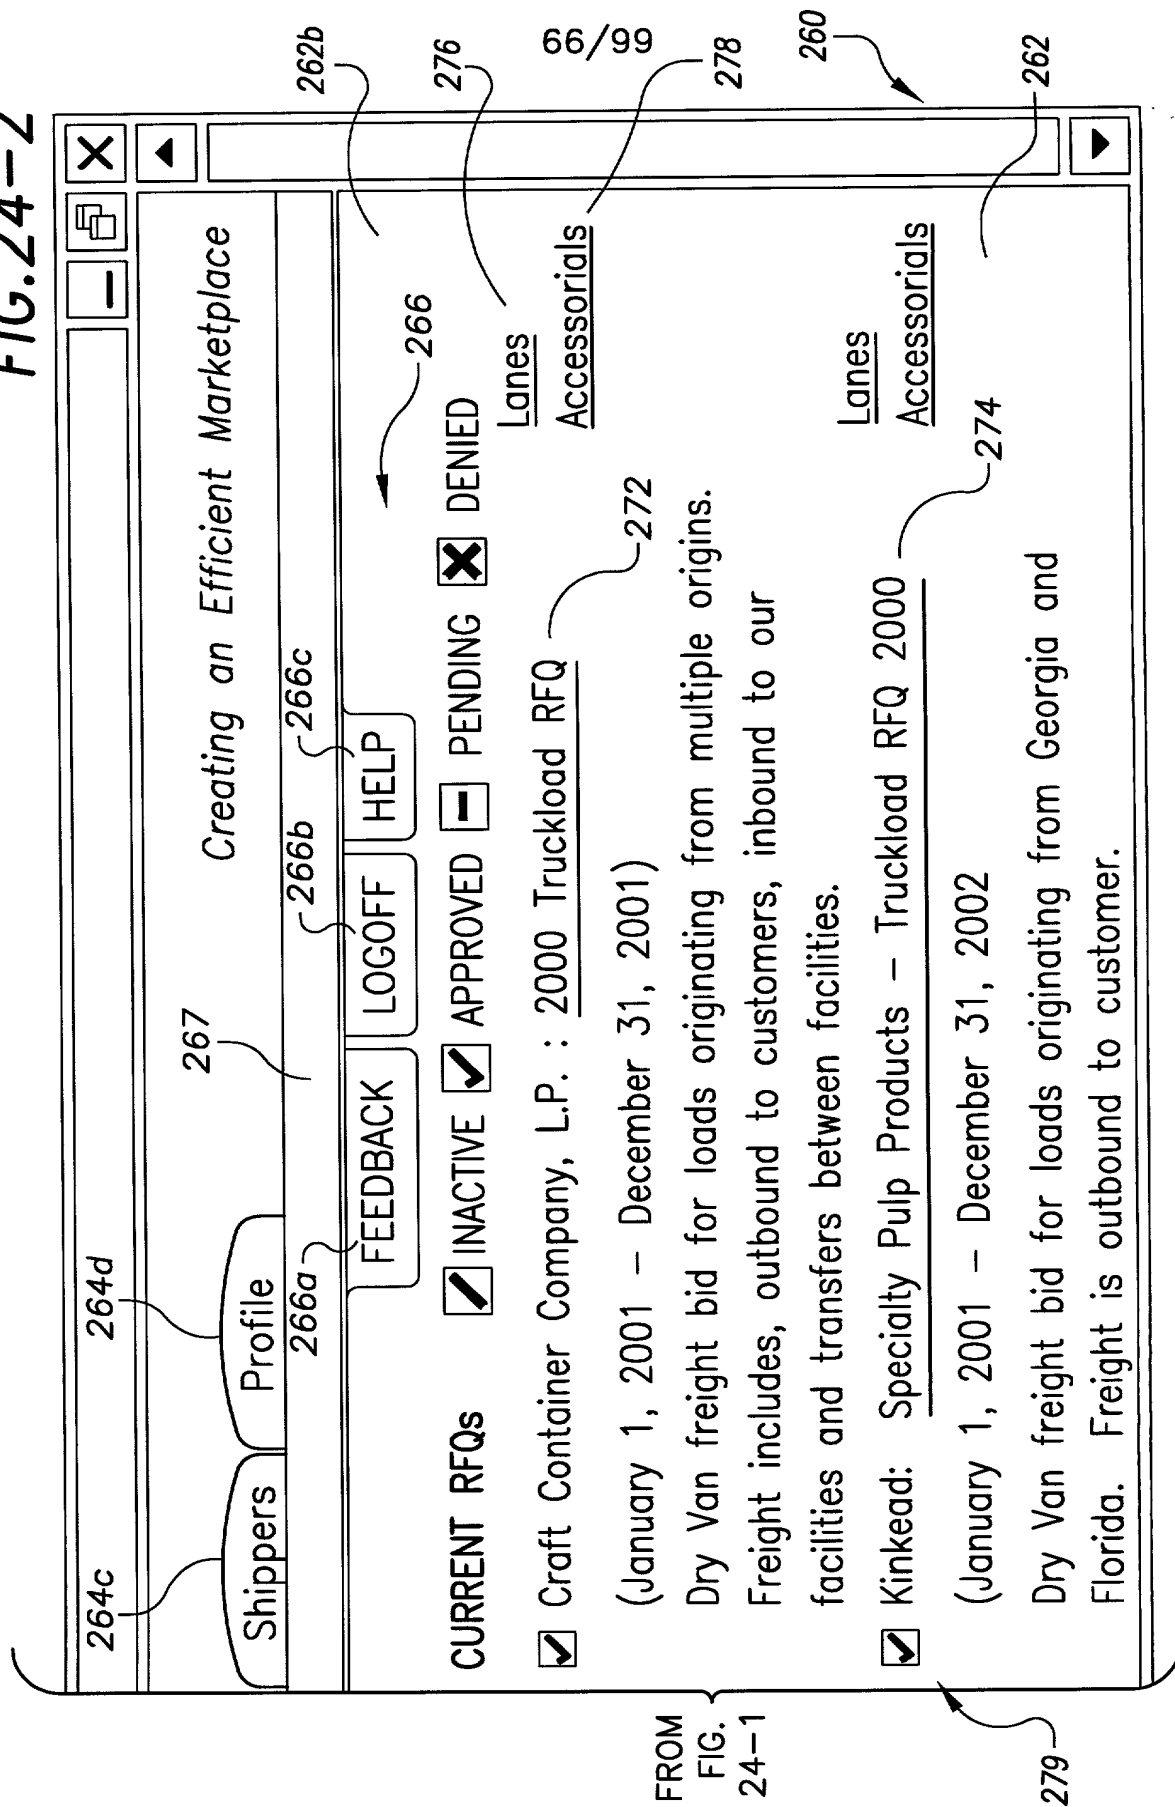 66/99
FIG.24-2
264c
264d
267
Shippers
Profile
Creating an Efficient Marketplace
266a
266b
266c
262b
FEEDBACK
LOGOFF
HELP
266
276
CURRENT RFQs
INACTIVE
APPROVED
PENDING
DENIED
Lanes
Craft Container Company, L.P. : 2000 Truckload RFQ
Accessorials
278
272
(January 1, 2001 – December 31, 2001)
Dry Van freight bid for loads originating from multiple origins.
Freight includes, outbound to customers, inbound to our
facilities and transfers between facilities.
260
FROM
FIG.
24-1
Lanes
Kinkead: Specialty Pulp Products – Truckload RFQ 2000
Accessorials
274
(January 1, 2001 – December 31, 2002
262
Dry Van freight bid for loads originating from Georgia and
Florida. Freight is outbound to customer.
279